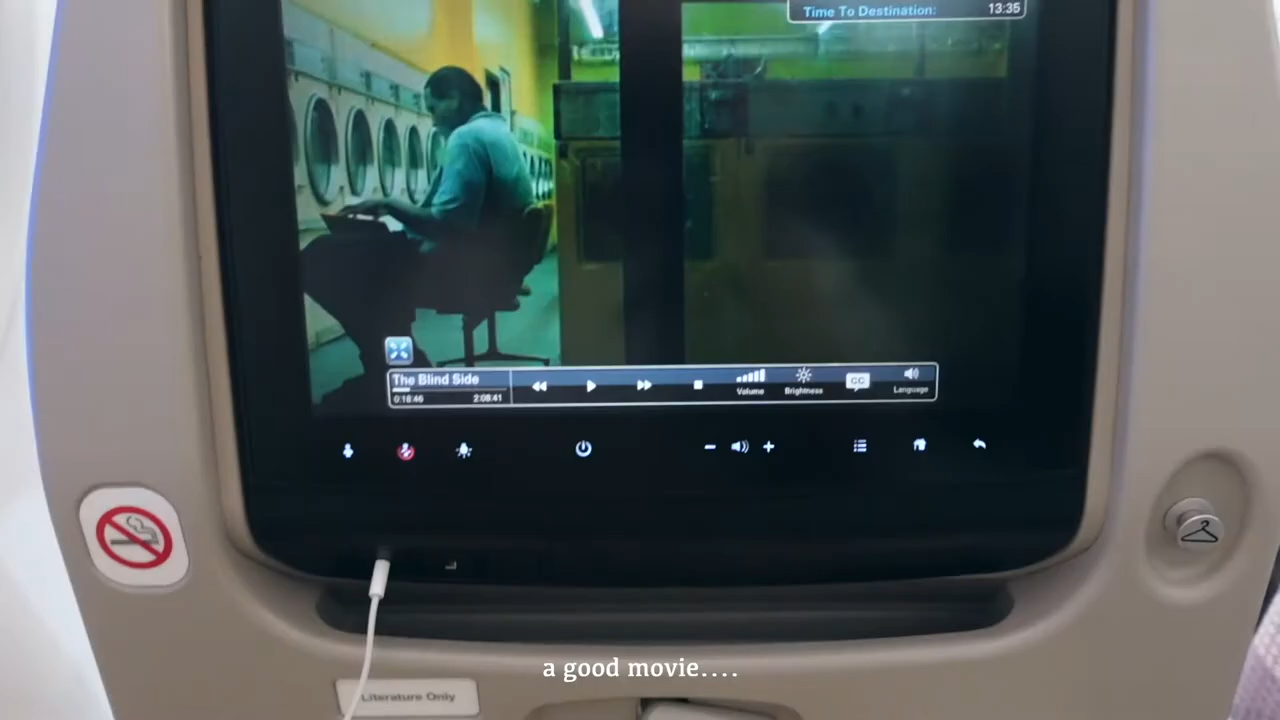 Time To Destination: 13:35
The Blind Side
0:18:46 2:08:41
Volume
Brightness
CC
Language
a good movie....
Literature Only